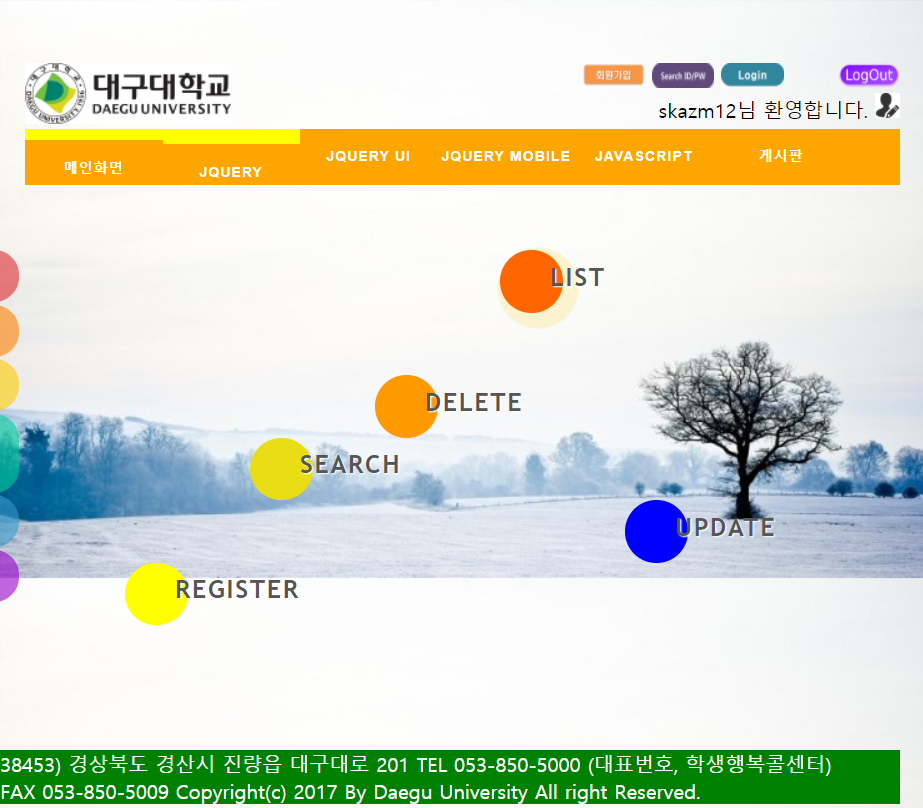 대구대학교
DAEGU UNIVERSITY
회원가입 Search ID/PW Login LogOut
skazm12님 환영합니다.
메인화면 JQUERY JQUERY UI JQUERY MOBILE JAVASCRIPT 게시판
LIST
DELETE
SEARCH
UPDATE
REGISTER
38453) 경상북도 경산시 진량읍 대구대로 201 TEL 053-850-5000 (대표번호, 학생행복콜센터)
FAX 053-850-5009 Copyright(c) 2017 By Daegu University All right Reserved.